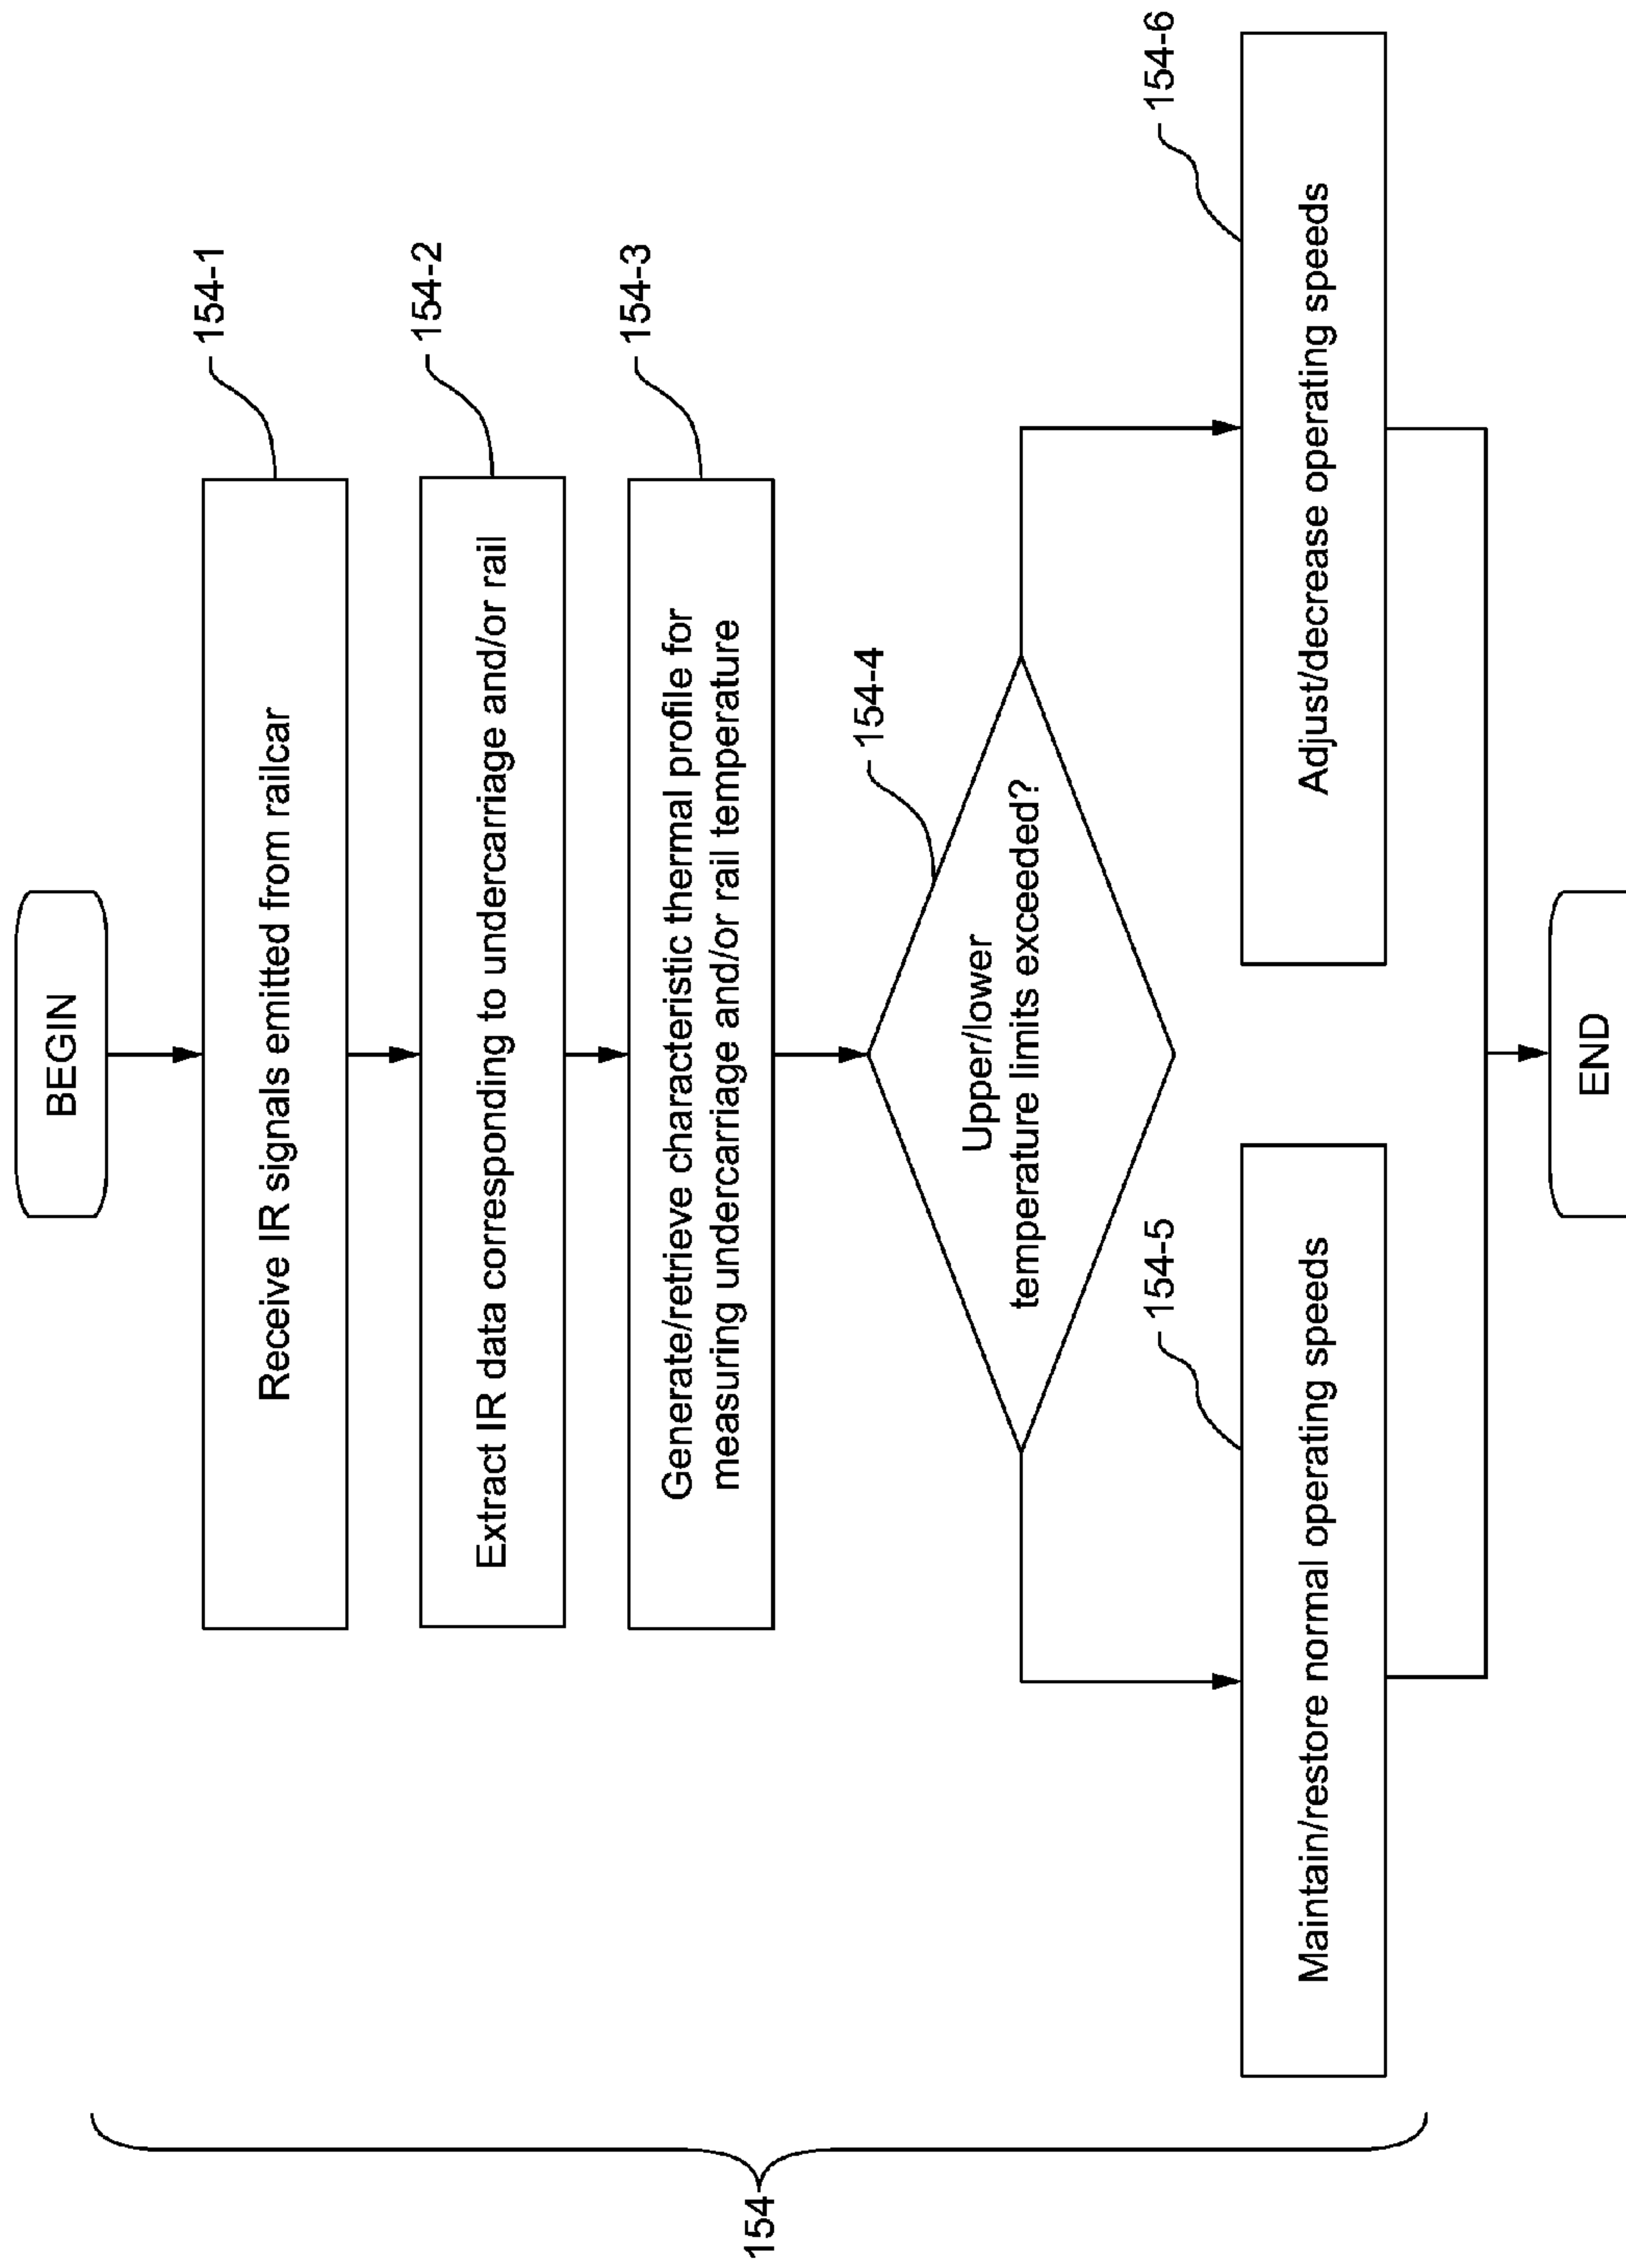 BEGIN
154-1
Receive IR signals emitted from railcar
154-2
Extract IR data corresponding to undercarriage and/or rail
154-3
Generate/retrieve characteristic thermal profile for
measuring undercarriage and/or rail temperature
154-4
Upper/lower
temperature limits exceeded?
154-5
Maintain/restore normal operating speeds
154-6
Adjust/decrease operating speeds
END
154